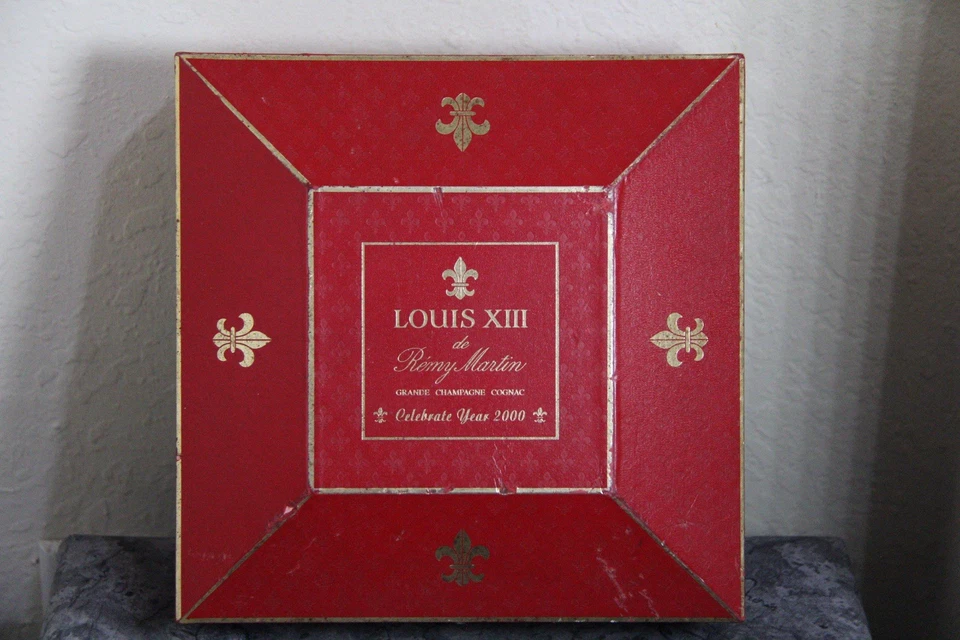 LOUIS XIII
de
Rémy Martin
GRANDE CHAMPAGNE COGNAC
Celebrate Year 2000